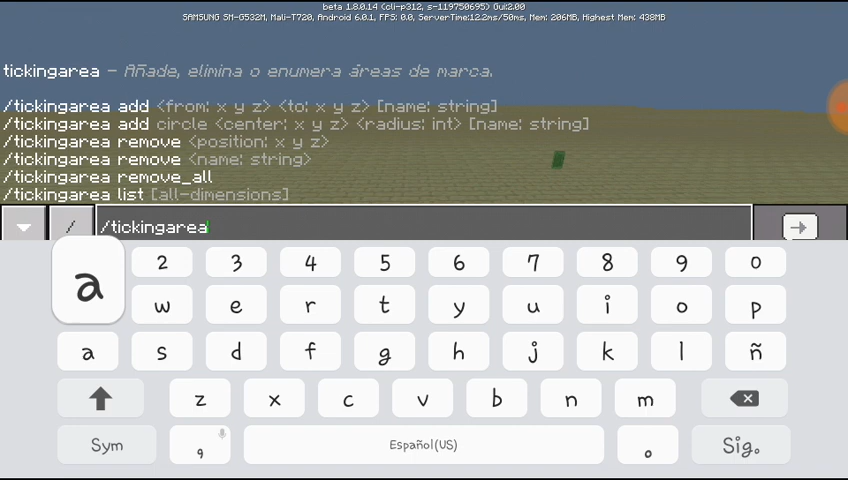 beta 1.8.0.14 (cli-p312, s-119750695) Gui:2.00
SAMSUNG SM-G532M, Mali-T720, Android 6.0.1, FPS: 0.0, ServerTime:12.2ms/50ms, Mem: 206MB, Highest Mem: 438MB
tickingarea – Añade, elimina o enumera áreas de marca.
/tickingarea add <from: x y z> <to: x y z> [name: string]
/tickingarea add circle <center: x y z> <radius: int> [name: string]
/tickingarea remove <position: x y z>
/tickingarea remove <name: string>
/tickingarea remove_all
/tickingarea list [all-dimensions]
/ /tickingarea
a 2 3 4 5 6 7 8 9 0
w e r t y u i o p
a s d f g h j k l ñ
z x c v b n m
Sym , Español(US) . Sig.